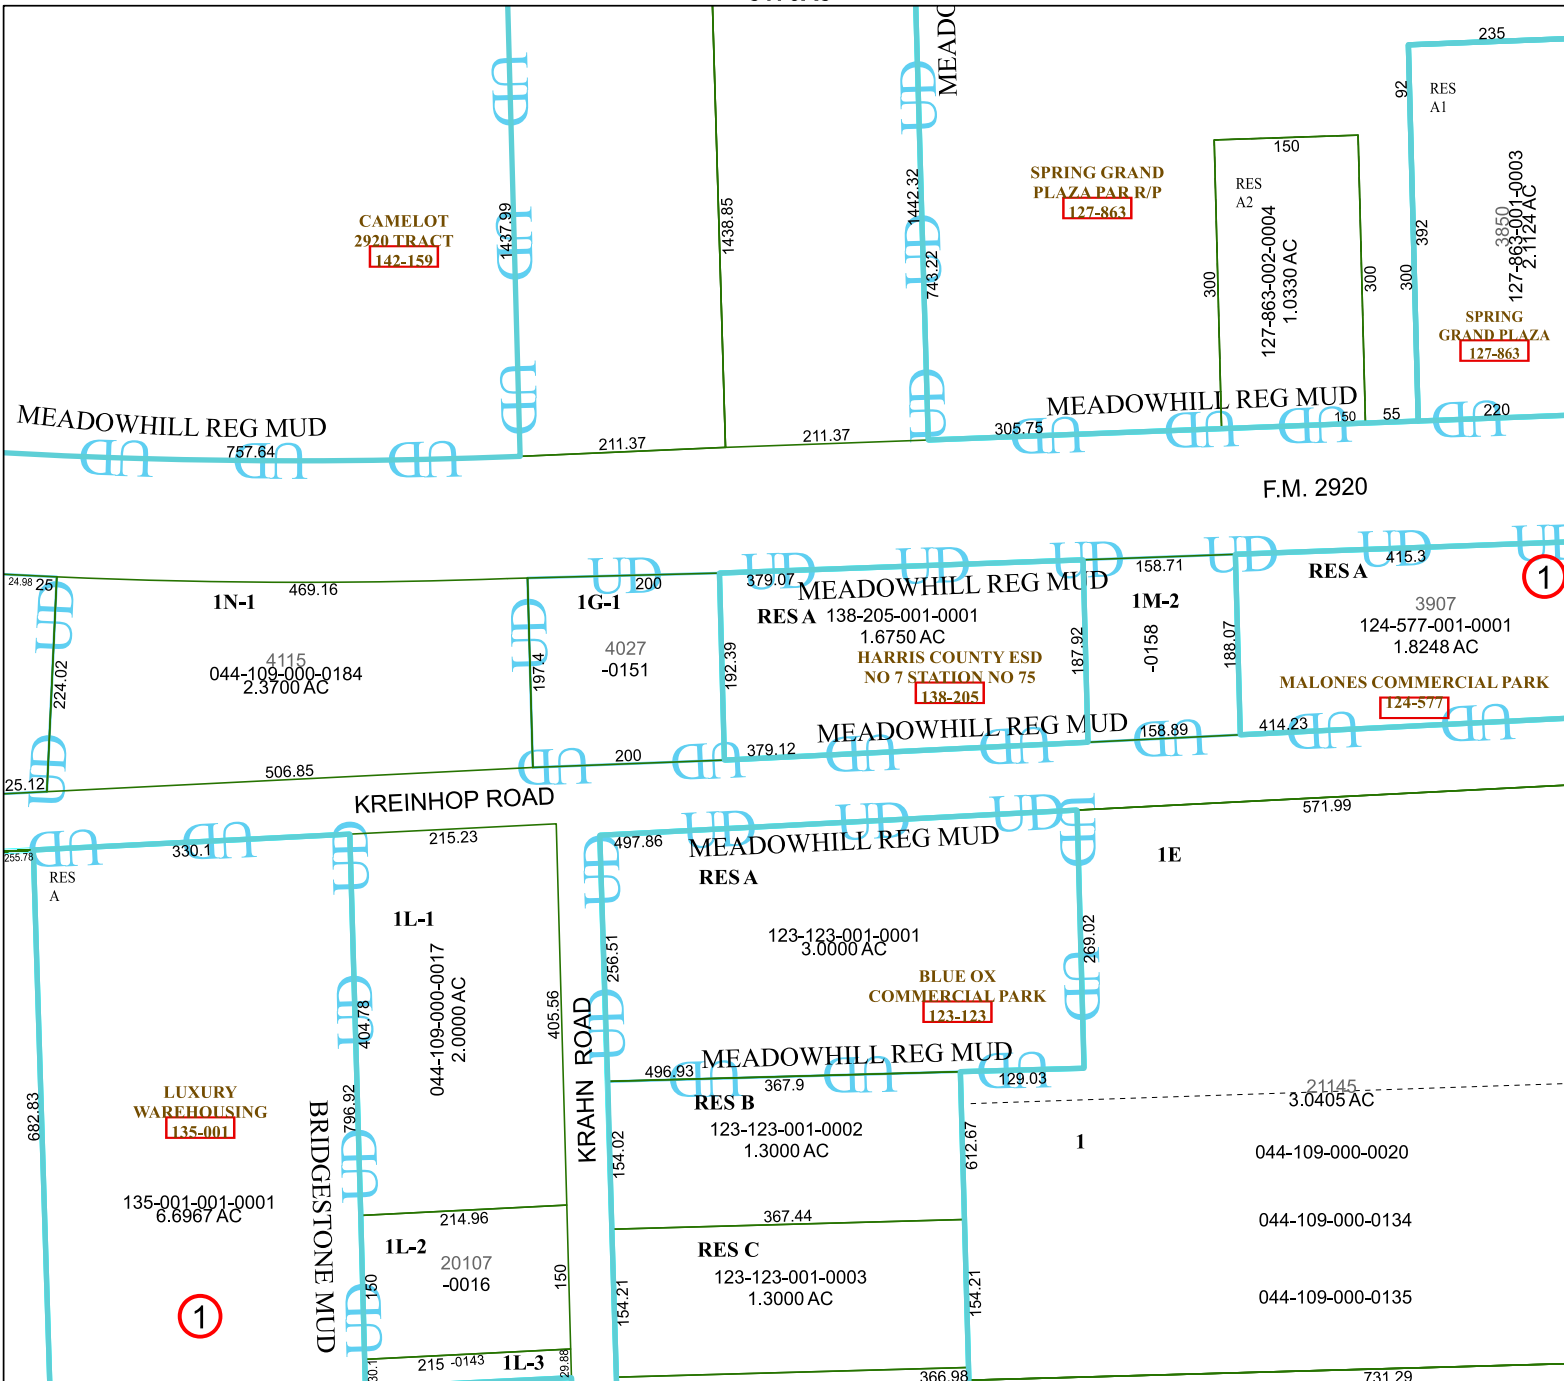 MEADO
235
92
RES
A1
150
RES
A2
SPRING GRAND
PLAZA PAR R/P
127-863
CAMELOT
2920 TRACT
142-159
1437.99
1438.85
1442.32
743.22
300
127-863-002-0004
1.0330 AC
300
392
300
3850
127-863-001-0003
2.1124 AC
SPRING
GRAND PLAZA
127-863
MEADOWHILL REG MUD
757.64
211.37
211.37
305.75
MEADOWHILL REG MUD
150
55
220
UD
F.M. 2920
24.98
25
469.16
1N-1
4115
044-109-000-0184
2.3700 AC
224.02
25.12
506.85
200
1G-1
4027
-0151
197.4
200
379.07
MEADOWHILL REG MUD
RES A
138-205-001-0001
1.6750 AC
HARRIS COUNTY ESD
NO 7 STATION NO 75
138-205
192.39
187.92
MEADOWHILL REG MUD
379.12
158.71
1M-2
-0158
188.07
158.89
415.3
RES A
1
3907
124-577-001-0001
1.8248 AC
MALONES COMMERCIAL PARK
124-577
414.23
KREINHOP ROAD
571.99
255.78
330.1
RES
A
215.23
1L-1
044-109-000-0017
2.0000 AC
404.78
796.92
405.56
682.83
LUXURY
WAREHOUSING
135-001
135-001-001-0001
6.6967 AC
1
BRIDGESTONE MUD
214.96
1L-2
20107
-0016
150
150
215
-0143
1L-3
30.1
29.88
KRAHN ROAD
497.86
MEADOWHILL REG MUD
RES A
123-123-001-0001
3.0000 AC
256.51
269.02
BLUE OX
COMMERCIAL PARK
123-123
MEADOWHILL REG MUD
496.93
367.9
129.03
RES B
123-123-001-0002
1.3000 AC
154.02
612.67
367.44
RES C
123-123-001-0003
1.3000 AC
154.21
154.21
366.98
1E
21145
3.0405 AC
1
044-109-000-0020
044-109-000-0134
044-109-000-0135
731.29